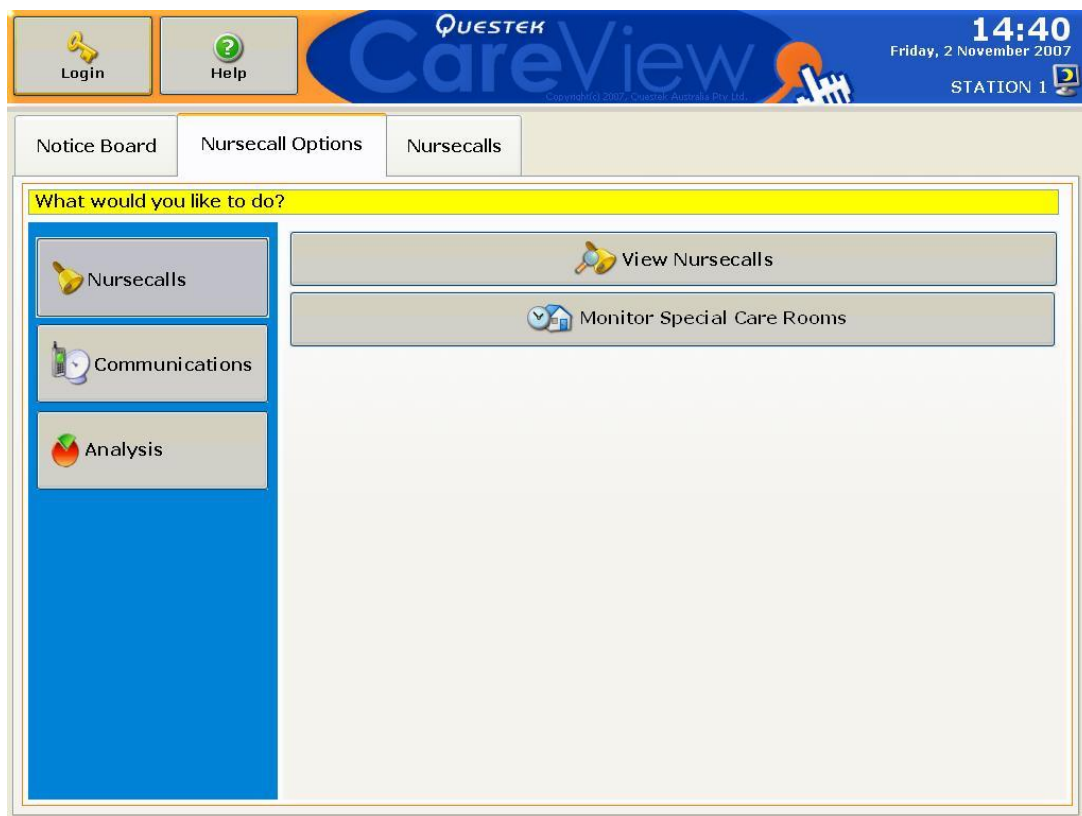 Login
Help
QUESTEK
CareView
Copyright(c) 2007, Questek Australia Pty Ltd.
14:40
Friday, 2 November 2007
STATION 1
Notice Board
Nursecall Options
Nursecalls
What would you like to do?
Nursecalls
Communications
Analysis
View Nursecalls
Monitor Special Care Rooms